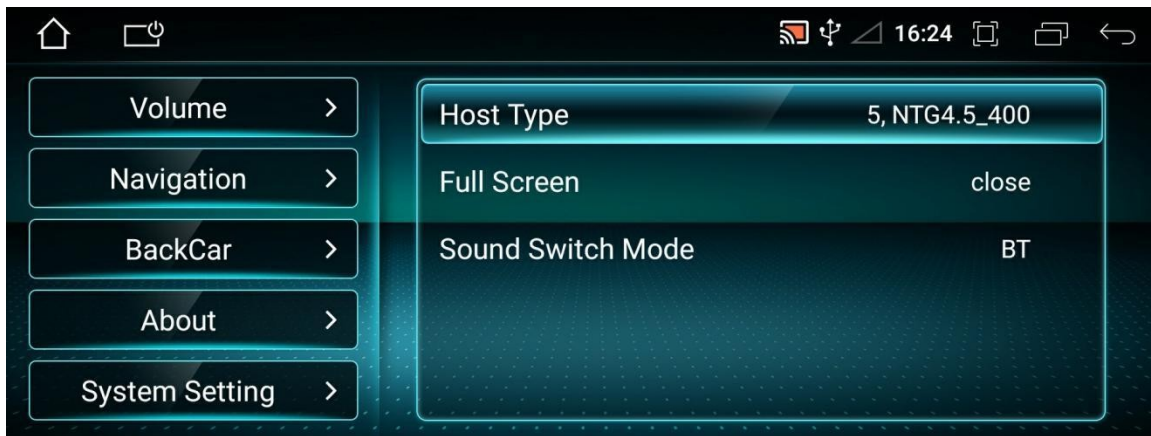 16:24
Volume
Navigation
BackCar
About
System Setting
Host Type 5, NTG4.5_400
Full Screen close
Sound Switch Mode BT